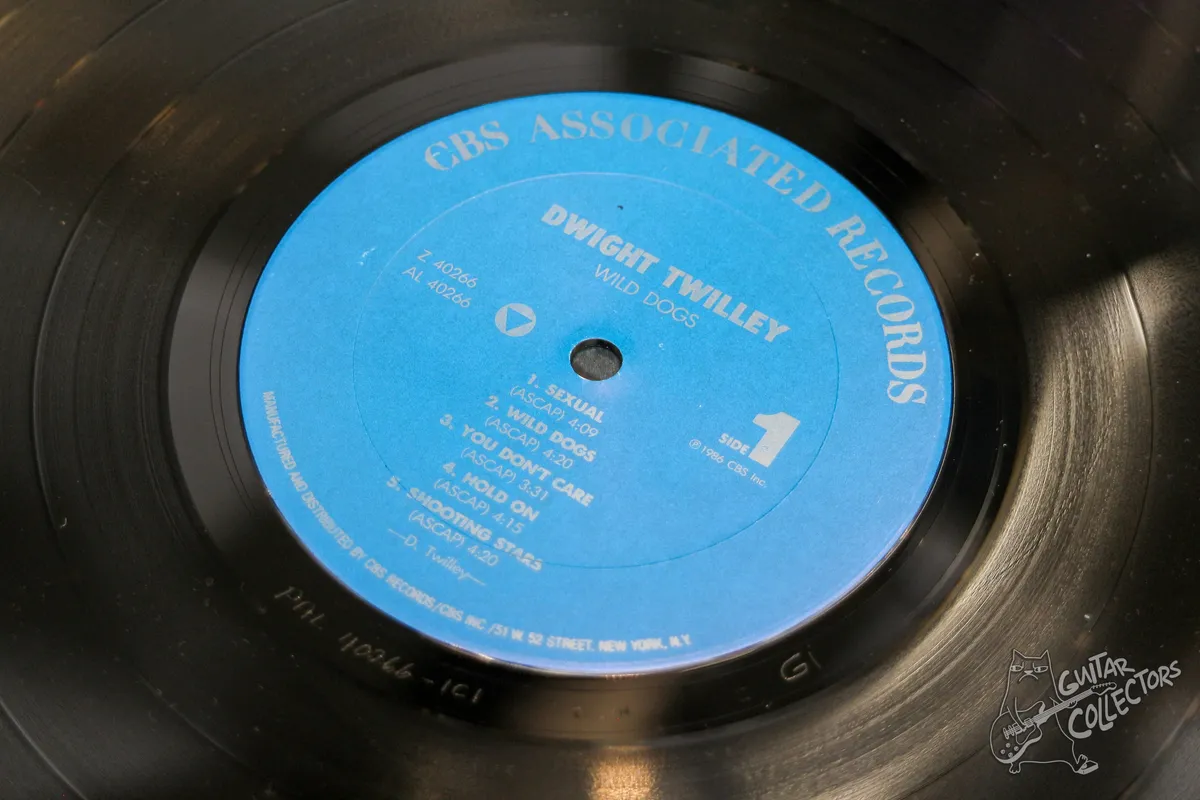 CBS ASSOCIATED RECORDS
DWIGHT TWILLEY
WILD DOGS
Z 40266
AL 40266
SIDE 1
℗1986 CBS Inc.
1. SEXUAL
(ASCAP) 4:09
2. WILD DOGS
(ASCAP) 4:20
3. YOU DON'T CARE
(ASCAP) 3:31
4. HOLD ON
(ASCAP) 4:15
5. SHOOTING STARS
(ASCAP) 4:20
—D. Twilley—
MANUFACTURED AND DISTRIBUTED BY CBS RECORDS/CBS INC./51 W. 52 STREET, NEW YORK, N.Y.
PAL 40266-1C1
G1
GUITAR
COLLECTORS